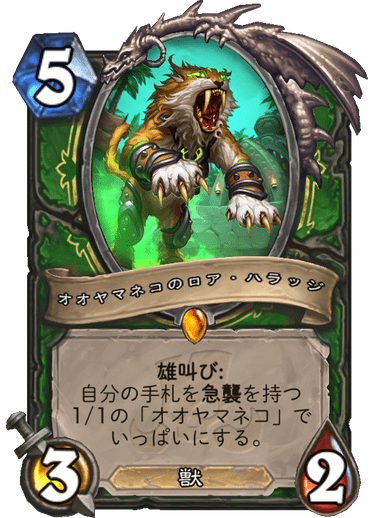 5
オオヤマネコのロア・ハラッジ
雄叫び:
自分の手札を急襲を持つ
1/1の「オオヤマネコ」で
いっぱいにする。
獣
3
2